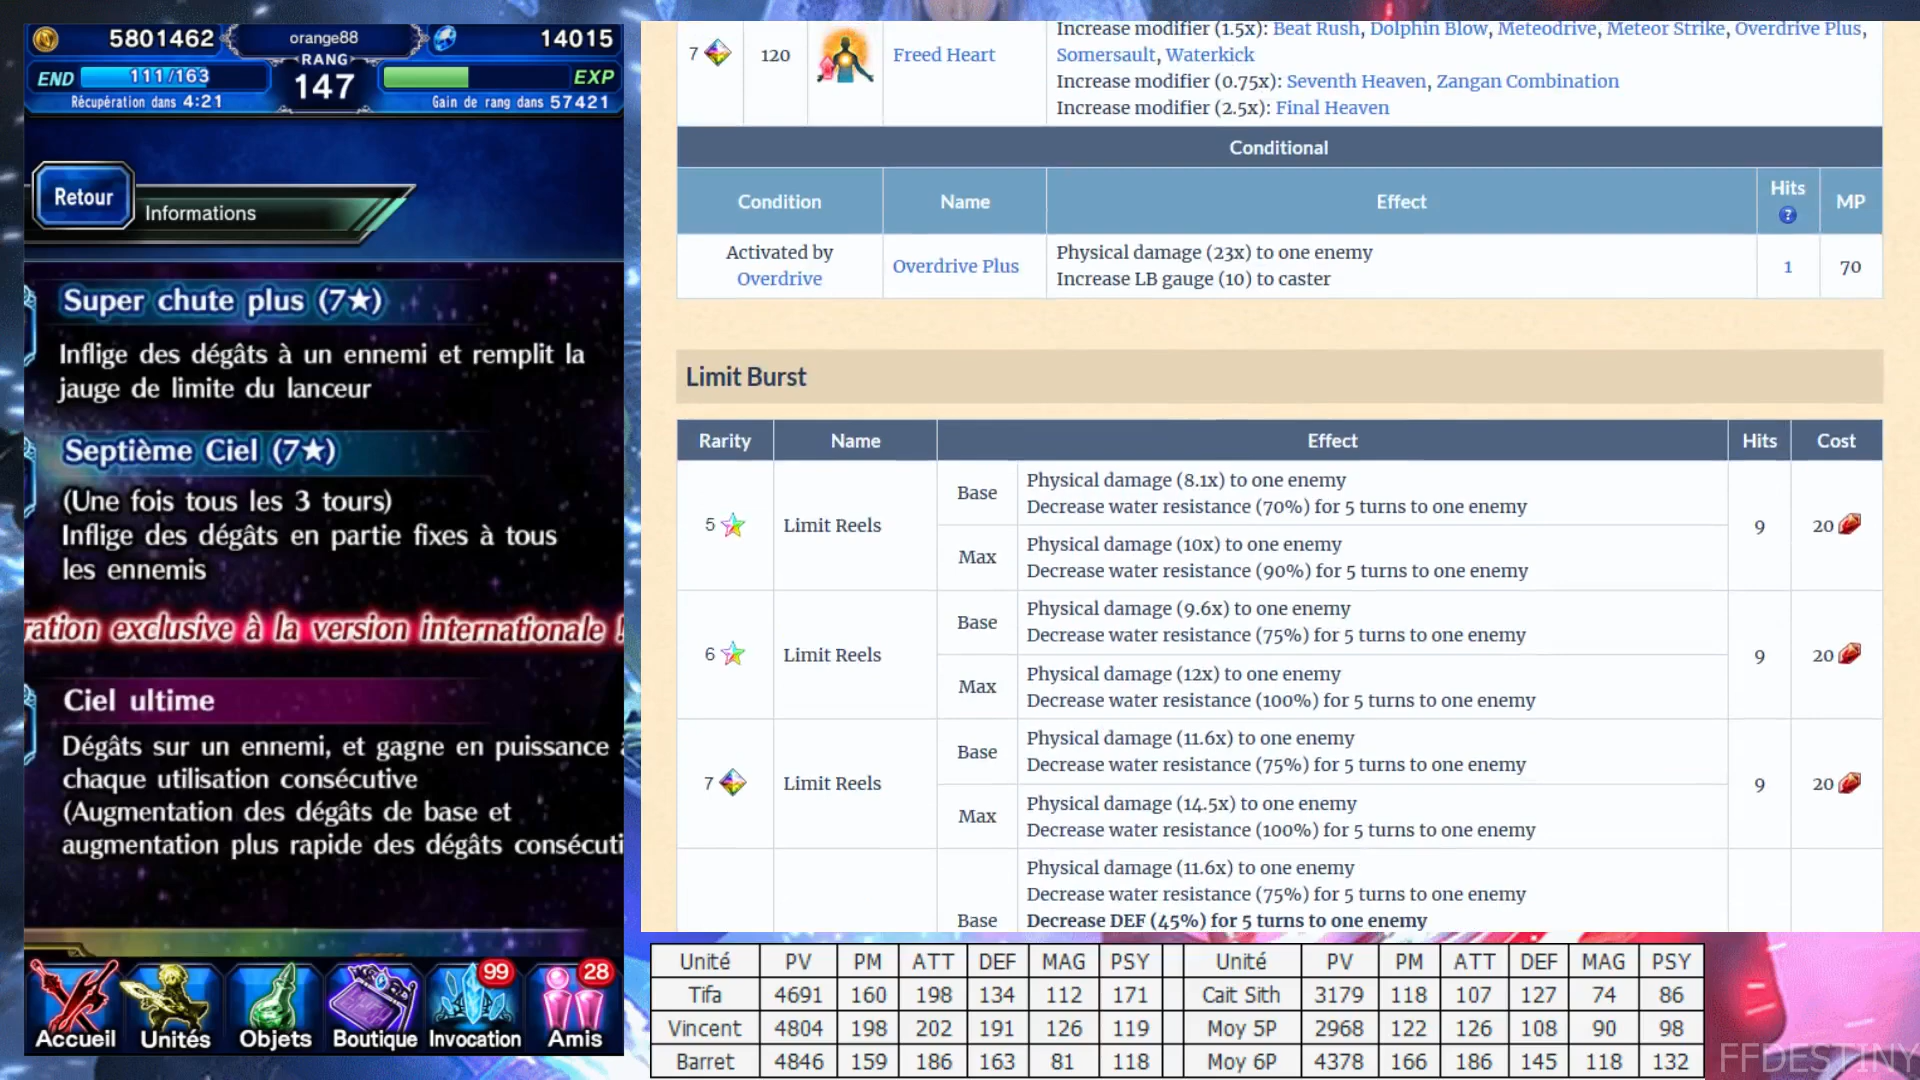 5801462
orange88
14015
END
111/163
RANG
147
EXP
Récupération dans 4:21
Gain de rang dans 57421
Retour
Informations
Super chute plus (7★)
Inflige des dégâts à un ennemi et remplit la
jauge de limite du lanceur
Septième Ciel (7★)
(Une fois tous les 3 tours)
Inflige des dégâts en partie fixes à tous
les ennemis
ration exclusive à la version internationale !
Ciel ultime
Dégâts sur un ennemi, et gagne en puissance à
chaque utilisation consécutive
(Augmentation des dégâts de base et
augmentation plus rapide des dégâts consécuti
Accueil
Unités
Objets
Boutique
99
Invocation
28
Amis
7
120
Freed Heart
Increase modifier (1.5x): Beat Rush, Dolphin Blow, Meteodrive, Meteor Strike, Overdrive Plus,
Somersault, Waterkick
Increase modifier (0.75x): Seventh Heaven, Zangan Combination
Increase modifier (2.5x): Final Heaven
Conditional
Condition Name Effect Hits ? MP
Activated by
Overdrive
Overdrive Plus
Physical damage (23x) to one enemy
Increase LB gauge (10) to caster
1
70
Limit Burst
Rarity Name Effect Hits Cost
5
Limit Reels
Base
Physical damage (8.1x) to one enemy
Decrease water resistance (70%) for 5 turns to one enemy
Max
Physical damage (10x) to one enemy
Decrease water resistance (90%) for 5 turns to one enemy
9
20
6
Limit Reels
Base
Physical damage (9.6x) to one enemy
Decrease water resistance (75%) for 5 turns to one enemy
Max
Physical damage (12x) to one enemy
Decrease water resistance (100%) for 5 turns to one enemy
9
20
7
Limit Reels
Base
Physical damage (11.6x) to one enemy
Decrease water resistance (75%) for 5 turns to one enemy
Max
Physical damage (14.5x) to one enemy
Decrease water resistance (100%) for 5 turns to one enemy
9
20
Base
Physical damage (11.6x) to one enemy
Decrease water resistance (75%) for 5 turns to one enemy
Decrease DEF (45%) for 5 turns to one enemy
Unité PV PM ATT DEF MAG PSY Unité PV PM ATT DEF MAG PSY
Tifa 4691 160 198 134 112 171 Cait Sith 3179 118 107 127 74 86
Vincent 4804 198 202 191 126 119 Moy 5P 2968 122 126 108 90 98
Barret 4846 159 186 163 81 118 Moy 6P 4378 166 186 145 118 132
FFDESTINY